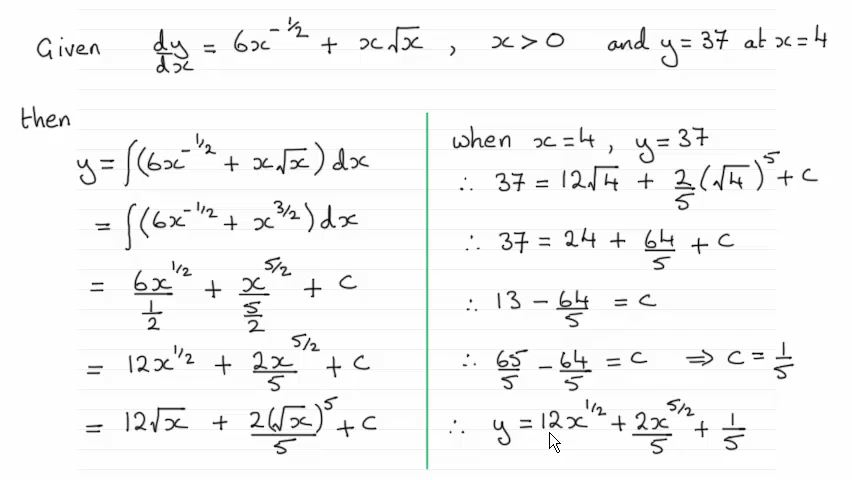 Given dy/dx = 6x^(-1/2) + x√x , x > 0 and y = 37 at x = 4
then
y = ∫(6x^(-1/2) + x√x) dx
= ∫(6x^(-1/2) + x^(3/2)) dx
= 6x^(1/2)/(1/2) + x^(5/2)/(5/2) + c
= 12x^(1/2) + 2x^(5/2)/5 + c
= 12√x + 2(√x)^5/5 + c
when x = 4 , y = 37
∴ 37 = 12√4 + 2/5 (√4)^5 + c
∴ 37 = 24 + 64/5 + c
∴ 13 - 64/5 = c
∴ 65/5 - 64/5 = c ⇒ c = 1/5
∴ y = 12x^(1/2) + 2x^(5/2)/5 + 1/5